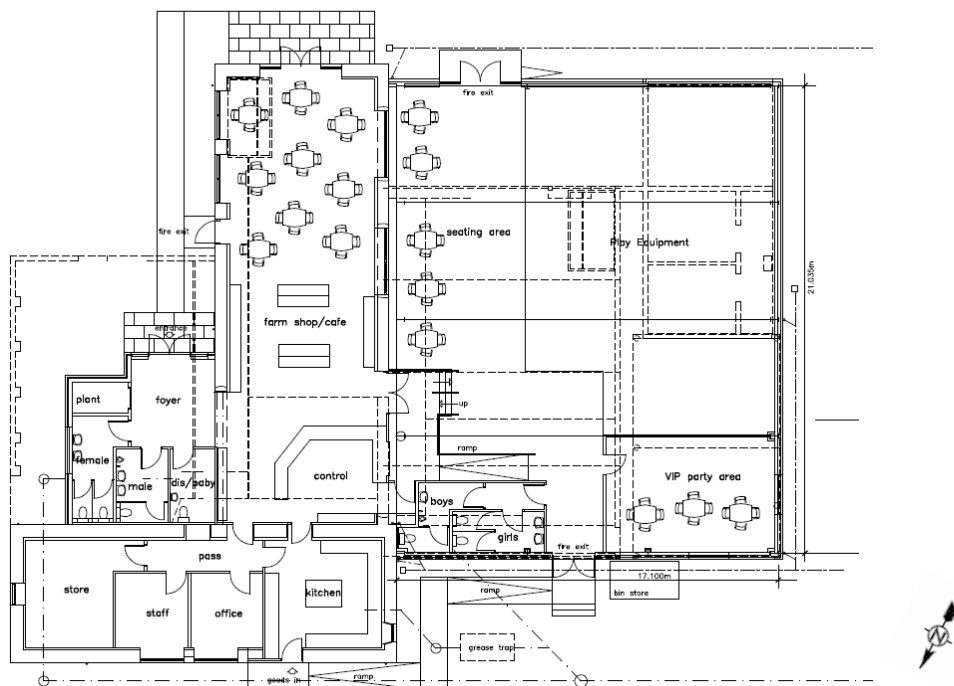 fire exit
fire exit
seating area
Play Equipment
21.035m
farm shop/cafe
entrance
plant
foyer
up
female
male
dis/baby
control
ramp
boys
girls
VIP party area
fire exit
pass
store
staff
office
kitchen
17.100m
bin store
ramp
grease trap
goods in
ramp
N